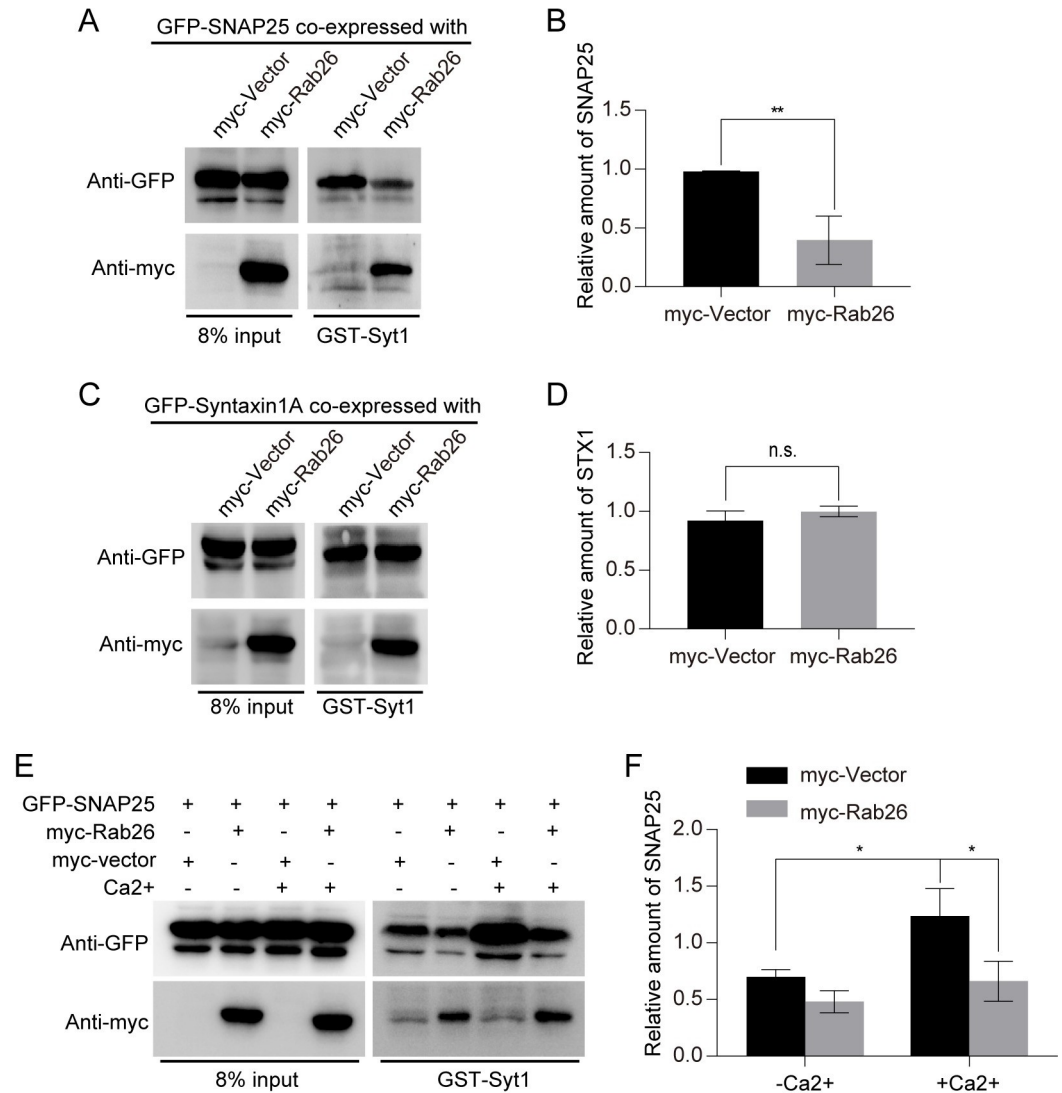 A
GFP-SNAP25 co-expressed with
myc-Vector
myc-Rab26
myc-Vector
myc-Rab26
Anti-GFP
Anti-myc
8% input
GST-Syt1
B
Relative amount of SNAP25
1.5
1.0
0.5
0.0
**
myc-Vector
myc-Rab26
C
GFP-Syntaxin1A co-expressed with
myc-Vector
myc-Rab26
myc-Vector
myc-Rab26
Anti-GFP
Anti-myc
8% input
GST-Syt1
D
Relative amount of STX1
1.5
1.0
0.5
0.0
n.s.
myc-Vector
myc-Rab26
E
GFP-SNAP25 + + + + + + + +
myc-Rab26 - + - + - + - +
myc-vector + - + - + - + -
Ca2+ - - + + - - + +
Anti-GFP
Anti-myc
8% input
GST-Syt1
F
myc-Vector
myc-Rab26
Relative amount of SNAP25
2.0
1.5
1.0
0.5
0.0
*
*
-Ca2+
+Ca2+